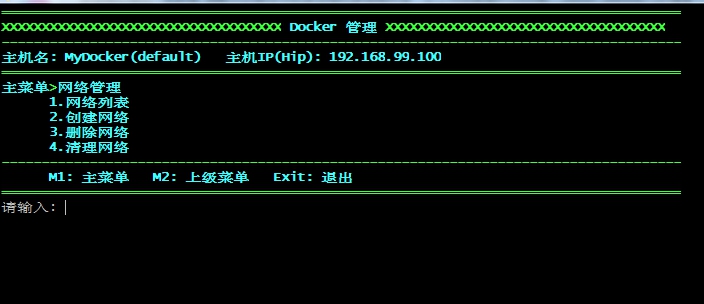 XXXXXXXXXXXXXXXXXXXXXXXXXXXXXXXXXXX Docker 管理 XXXXXXXXXXXXXXXXXXXXXXXXXXXXXXXXXXX
主机名: MyDocker(default) 主机IP(Hip): 192.168.99.100
主菜单>网络管理
1.网络列表
2.创建网络
3.删除网络
4.清理网络
M1: 主菜单 M2: 上级菜单 Exit: 退出
请输入: